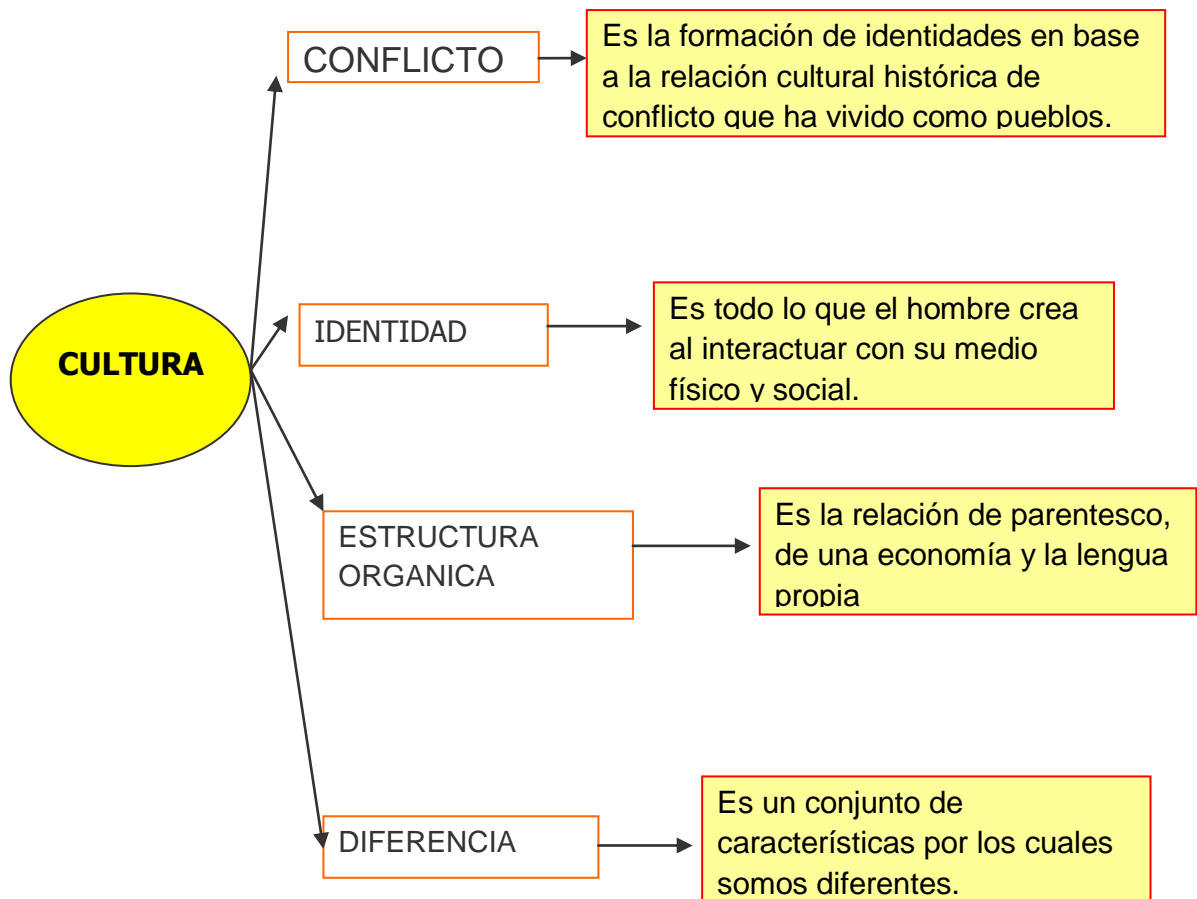 CONFLICTO
Es la formación de identidades en base
a la relación cultural histórica de
conflicto que ha vivido como pueblos.
CULTURA
IDENTIDAD
Es todo lo que el hombre crea
al interactuar con su medio
físico y social.
ESTRUCTURA
ORGANICA
Es la relación de parentesco,
de una economía y la lengua
propia
DIFERENCIA
Es un conjunto de
características por los cuales
somos diferentes.